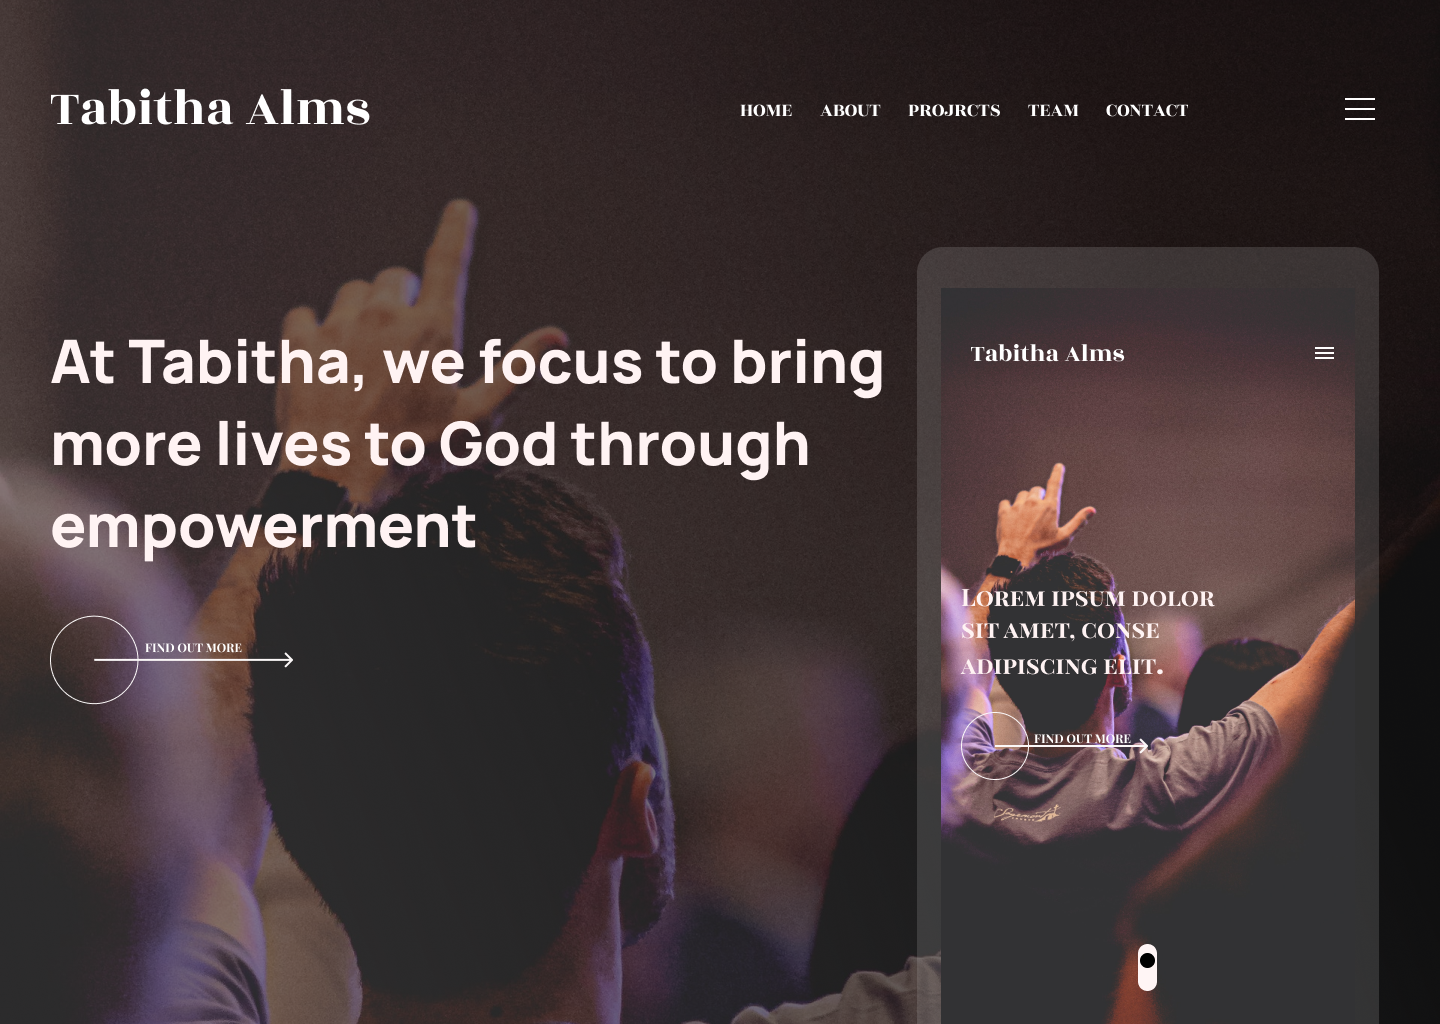 Tabitha Alms
HOME ABOUT PROJRCTS TEAM CONTACT
At Tabitha, we focus to bring
more lives to God through
empowerment
FIND OUT MORE
Tabitha Alms
Lorem ipsum dolor
sit amet, conse
adipiscing elit.
FIND OUT MORE